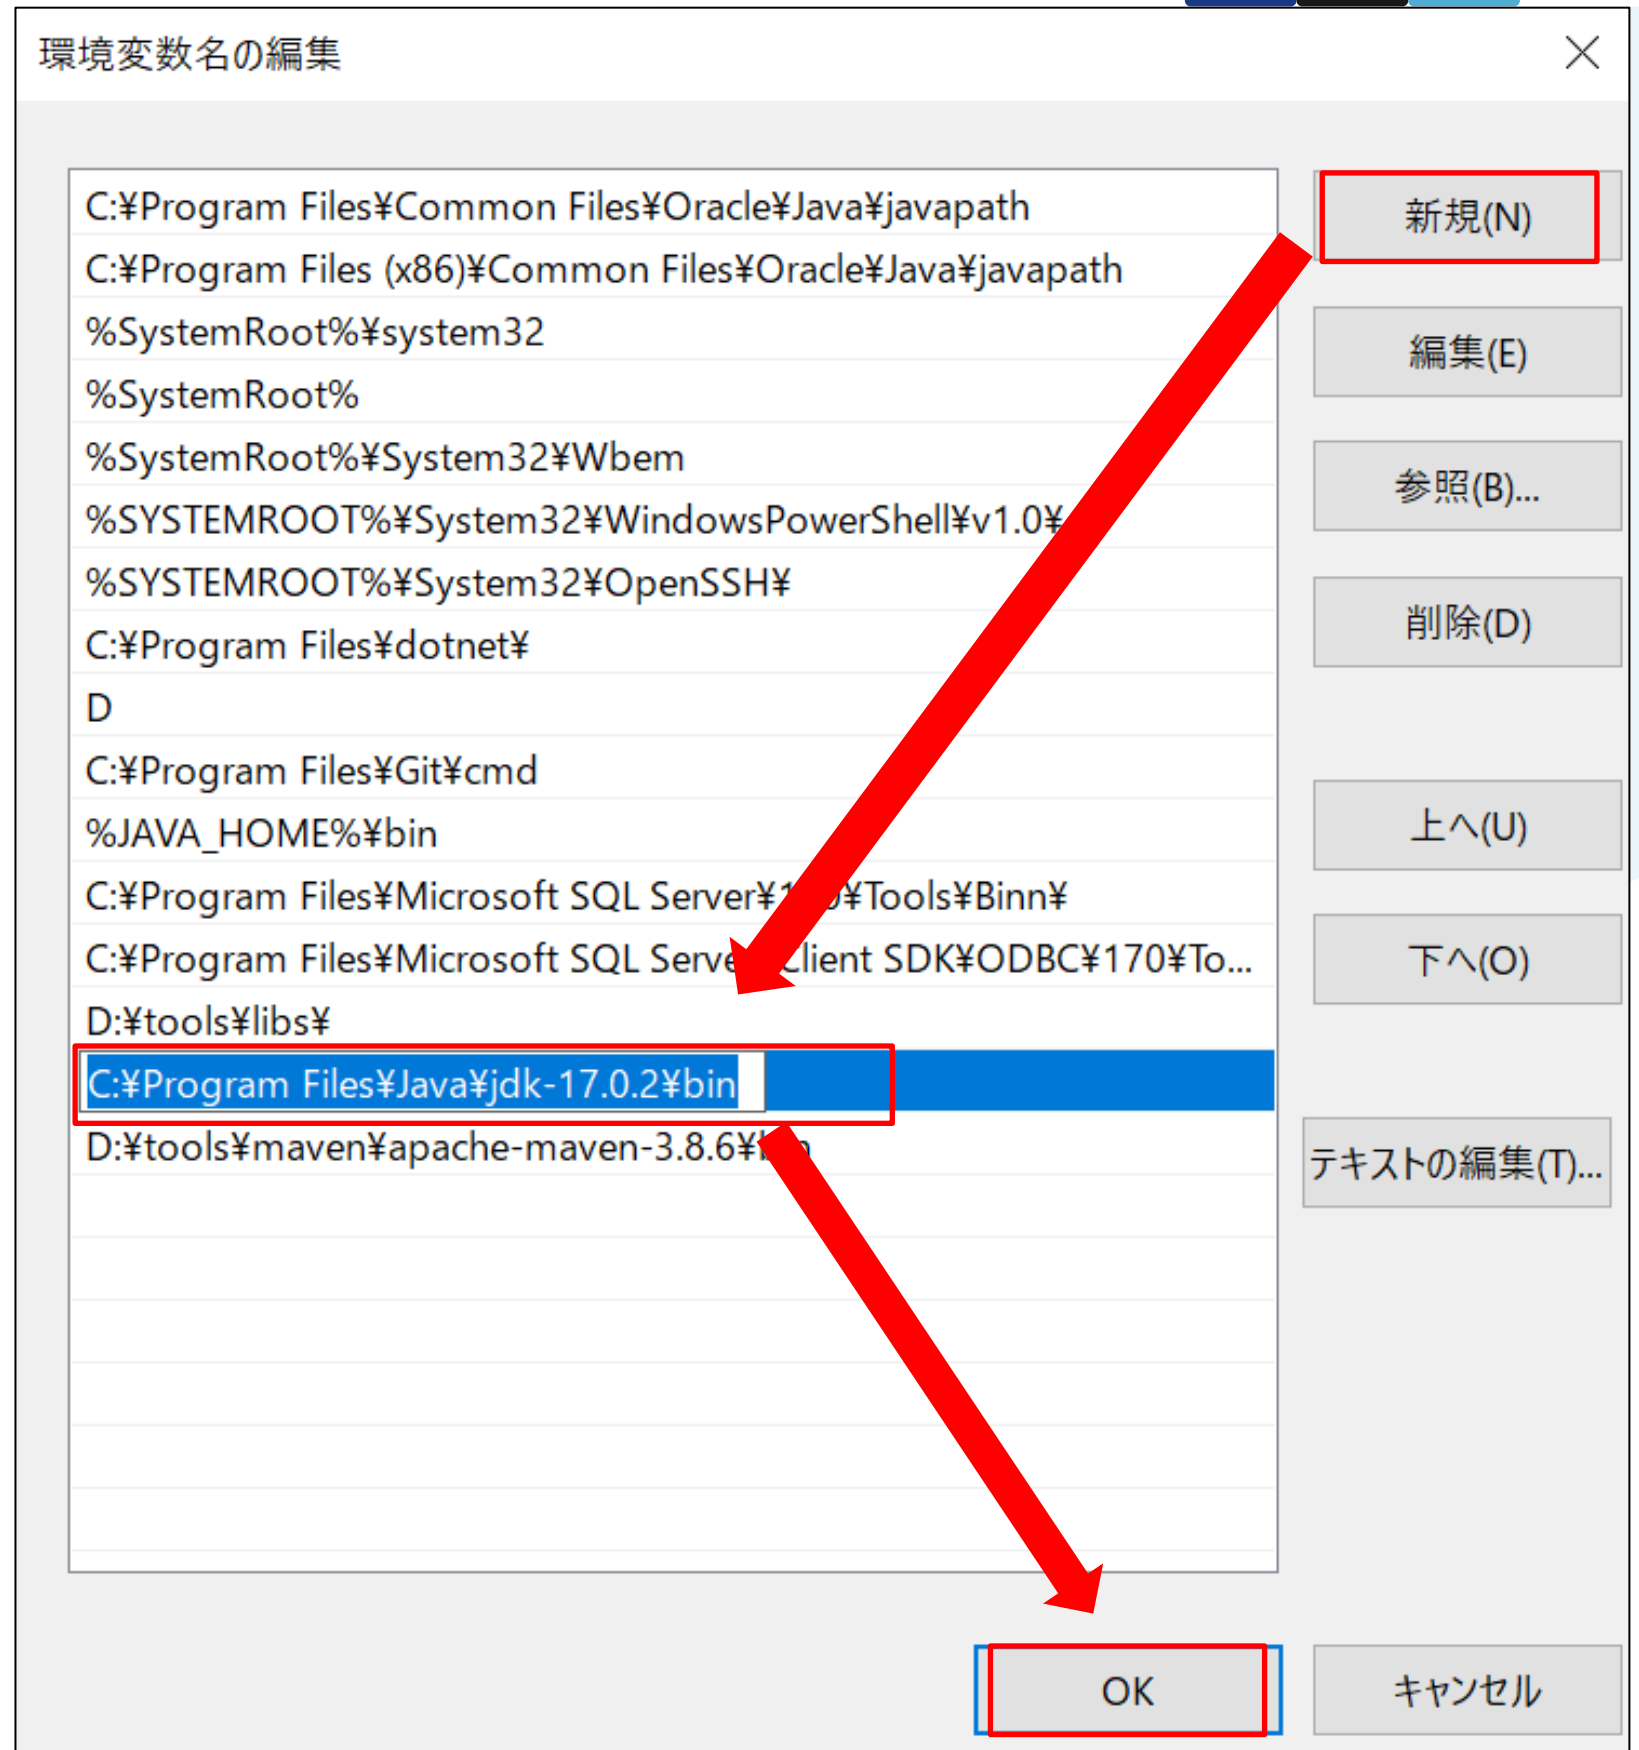 環境変数名の編集
C:¥Program Files¥Common Files¥Oracle¥Java¥javapath
C:¥Program Files (x86)¥Common Files¥Oracle¥Java¥javapath
%SystemRoot%¥system32
%SystemRoot%
%SystemRoot%¥System32¥Wbem
%SYSTEMROOT%¥System32¥WindowsPowerShell¥v1.0¥
%SYSTEMROOT%¥System32¥OpenSSH¥
C:¥Program Files¥dotnet¥
D
C:¥Program Files¥Git¥cmd
%JAVA_HOME%¥bin
C:¥Program Files¥Microsoft SQL Server¥ ¥Tools¥Binn¥
C:¥Program Files¥Microsoft SQL Server Client SDK¥ODBC¥170¥To...
D:¥tools¥libs¥
C:¥Program Files¥Java¥jdk-17.0.2¥bin
D:¥tools¥maven¥apache-maven-3.8.6¥bin
新規(N)
編集(E)
参照(B)...
削除(D)
上へ(U)
下へ(O)
テキストの編集(T)...
OK
キャンセル